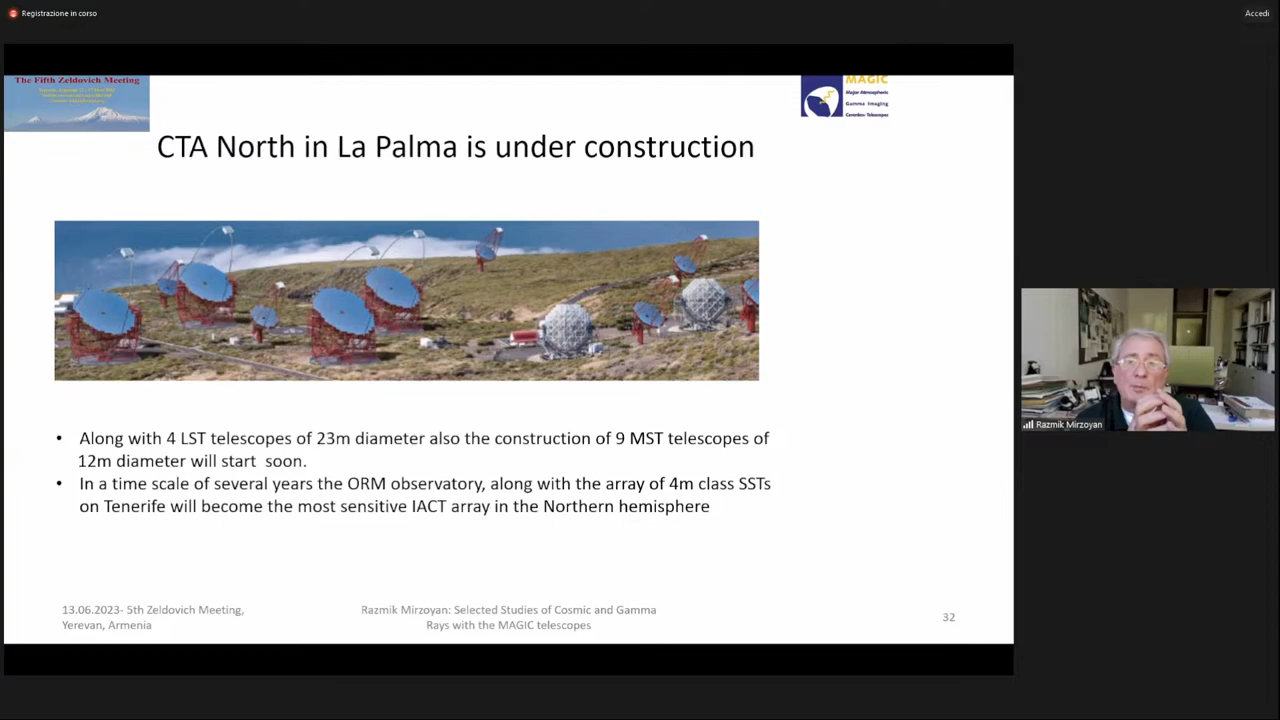 Registrazione in corso
Accedi
The Fifth Zeldovich Meeting
MAGIC
Major Atmospheric
Gamma Imaging
Cerenkov Telescopes
CTA North in La Palma is under construction
• Along with 4 LST telescopes of 23m diameter also the construction of 9 MST telescopes of
12m diameter will start soon.
• In a time scale of several years the ORM observatory, along with the array of 4m class SSTs
on Tenerife will become the most sensitive IACT array in the Northern hemisphere
Razmik Mirzoyan
13.06.2023- 5th Zeldovich Meeting,
Yerevan, Armenia
Razmik Mirzoyan: Selected Studies of Cosmic and Gamma
Rays with the MAGIC telescopes
32